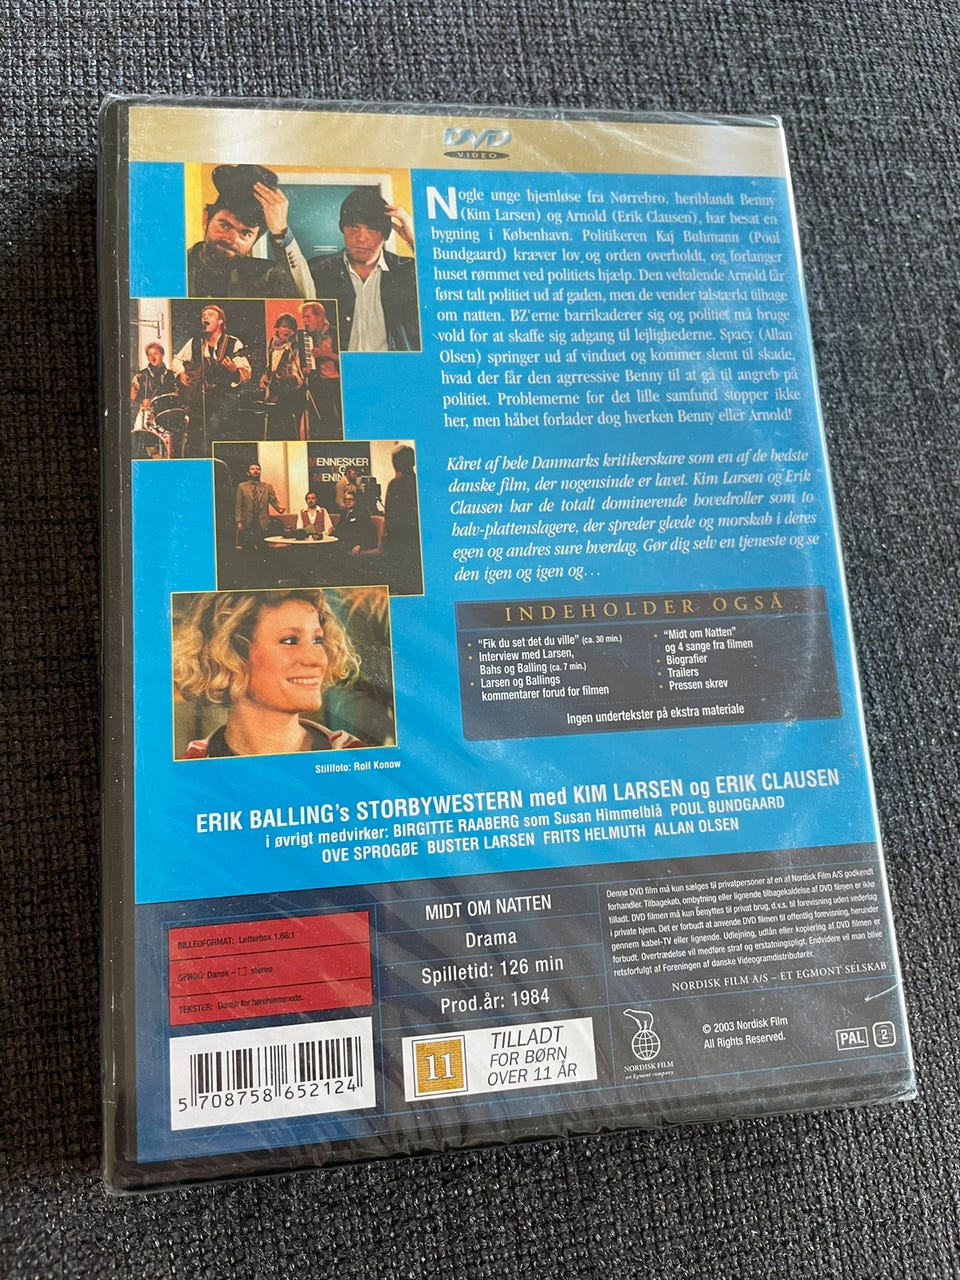 DVD
VIDEO
Nogle unge hjemløse fra Nørrebro, heriblandt Benny
(Kim Larsen) og Arnold (Erik Clausen), har besat en
bygning i København. Politikeren Kaj Buhmann (Poul
Bundgaard) kræver lov og orden overholdt, og forlanger
huset rømmet ved politiets hjælp. Den veltalende Arnold får
først talt politiet ud af gaden, men de vender talstærkt tilbage
om natten. BZ'erne barrikaderer sig og politiet må bruge
vold for at skaffe sig adgang til lejlighederne. Spacy (Allan
Olsen) springer ud af vinduet og kommer slemt til skade,
hvad der får den agrressive Benny til at gå til angreb på
politiet. Problemerne for det lille samfund stopper ikke
her, men håbet forlader dog hverken Benny eller Arnold!
MENNESKER
MENIN
Kåret af hele Danmarks kritikerskare som en af de bedste
danske film, der nogensinde er lavet. Kim Larsen og Erik
Clausen har de totalt dominerende hovedroller som to
halv-plattenslagere, der spreder glæde og morskab i deres
egen og andres sure hverdag. Gør dig selv en tjeneste og se
den igen og igen og...
INDEHOLDER OGSÅ
• "Fik du set det du ville" (ca. 30 min.)
• Interview med Larsen,
Bahs og Balling (ca. 7 min.)
• Larsen og Ballings
kommentarer forud for filmen
• "Midt om Natten"
og 4 sange fra filmen
• Biografier
• Trailers
• Pressen skrev
Ingen undertekster på ekstra materiale
Stillfoto: Rolf Konow
ERIK BALLING's STORBYWESTERN med KIM LARSEN og ERIK CLAUSEN
i øvrigt medvirker: BIRGITTE RAABERG som Susan Himmelblå POUL BUNDGAARD
OVE SPROGØE BUSTER LARSEN FRITS HELMUTH ALLAN OLSEN
BILLEDFORMAT: Letterbox 1.66:1
SPROG: Dansk – stereo
TEKSTER: Dansk for hørehæmmede.
MIDT OM NATTEN
Drama
Spilletid: 126 min
Prod.år: 1984
Denne DVD film må kun sælges til privatpersoner af en af Nordisk Film A/S godkendt
forhandler. Tilbagekøb, ombytning eller lignende tilbagekaldelse af DVD filmen er ikke
tilladt. DVD filmen må kun benyttes til privat brug, d.v.s. til forevisning uden vederlag
i private hjem. Det er forbudt at anvende DVD filmen til offentlig forevisning, herunder
gennem kabel-TV eller lignende. Udlejning, udlån eller kopiering af DVD filmen er
forbudt. Overtrædelse vil medføre straf og erstatningspligt. Endvidere vil man blive
retsforfulgt af Foreningen af danske Videogramdistributører.
NORDISK FILM A/S – ET EGMONT SELSKAB
5 708758 652124
11
TILLADT
FOR BØRN
OVER 11 ÅR
NORDISK FILM
an Egmont company
© 2003 Nordisk Film
All Rights Reserved.
PAL
2